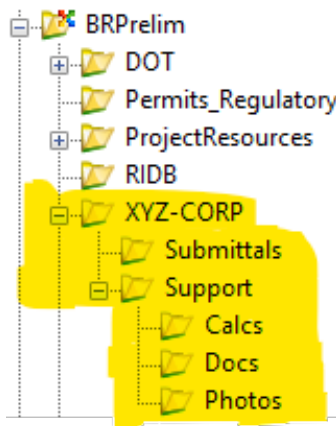 BRPrelim
DOT
Permits_Regulatory
ProjectResources
RIDB
XYZ-CORP
Submittals
Support
Calcs
Docs
Photos